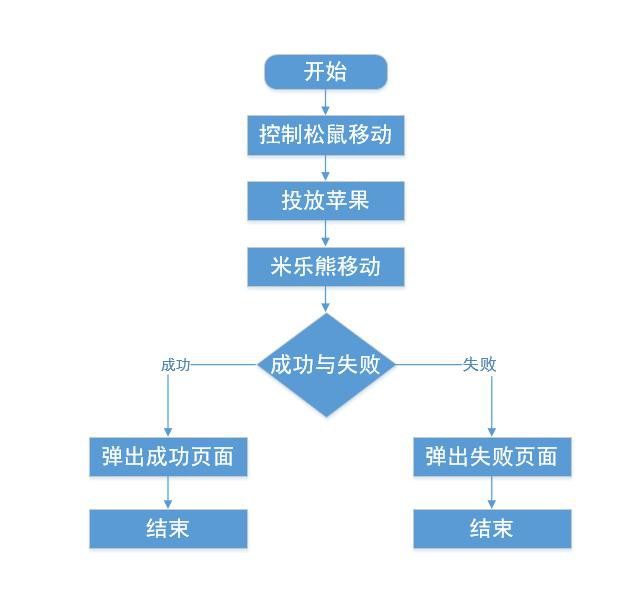 开始
控制松鼠移动
投放苹果
米乐熊移动
成功与失败
成功
失败
弹出成功页面
弹出失败页面
结束
结束